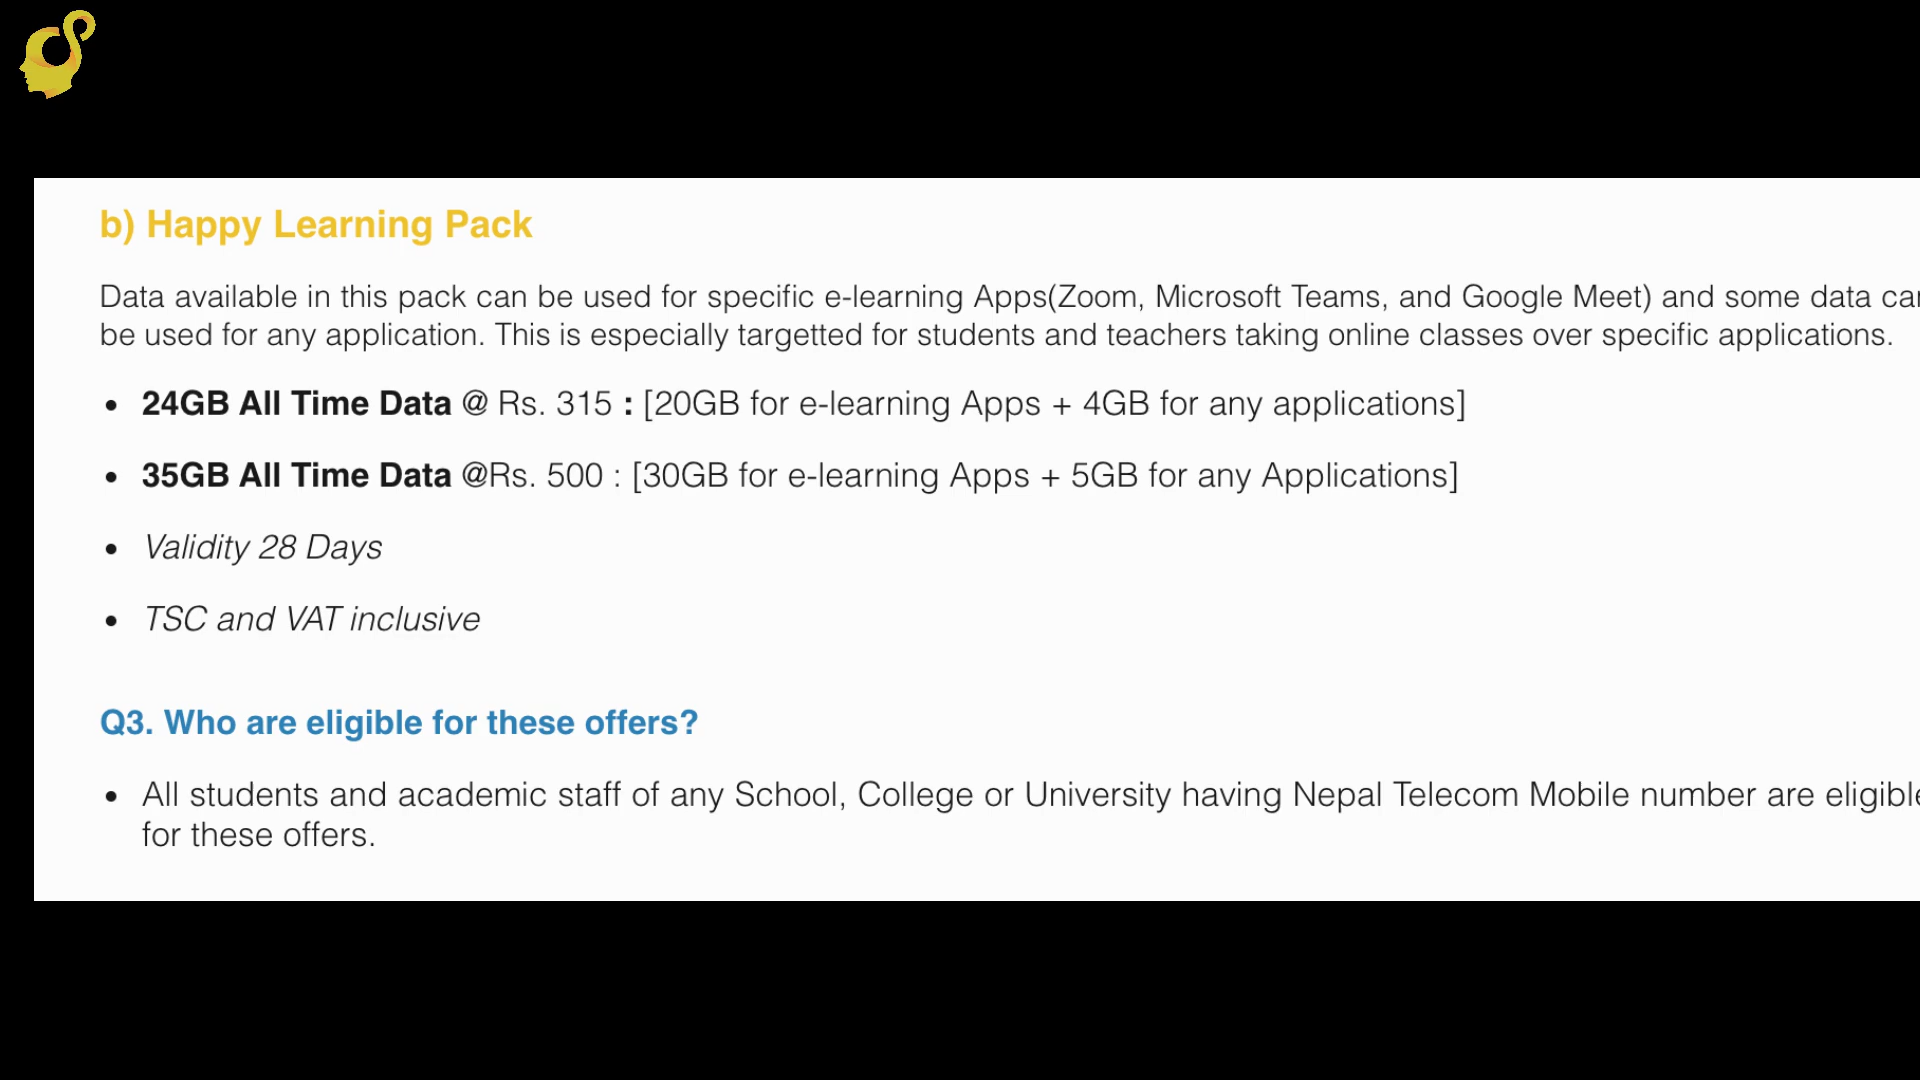 b) Happy Learning Pack
Data available in this pack can be used for specific e-learning Apps(Zoom, Microsoft Teams, and Google Meet) and some data can
be used for any application. This is especially targetted for students and teachers taking online classes over specific applications.
• 24GB All Time Data @ Rs. 315 : [20GB for e-learning Apps + 4GB for any applications]
• 35GB All Time Data @Rs. 500 : [30GB for e-learning Apps + 5GB for any Applications]
• Validity 28 Days
• TSC and VAT inclusive
Q3. Who are eligible for these offers?
• All students and academic staff of any School, College or University having Nepal Telecom Mobile number are eligible
for these offers.